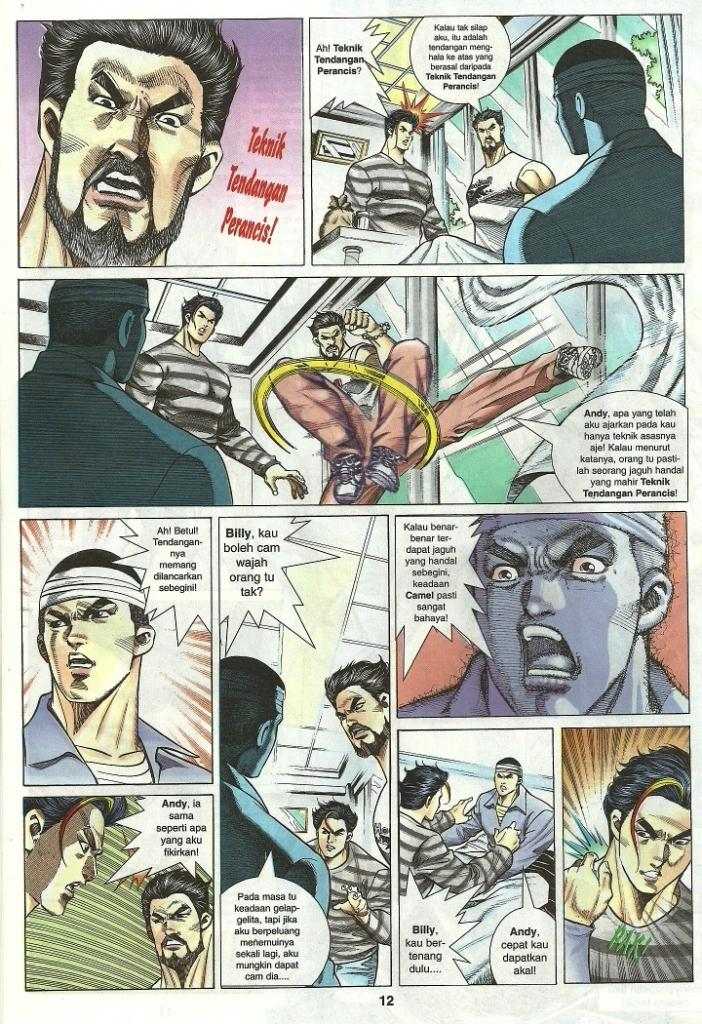 Teknik
Tendangan
Perancis!
Ah! Teknik
Tendangan
Perancis?
Kalau tak silap
aku, itu adalah
tendangan meng-
hala ke atas yang
berasal daripada
Teknik Tendangan
Perancis!
Andy, apa yang telah
aku ajarkan pada kau
hanya teknik asasnya
aje! Kalau menurut
katanya, orang tu pasti-
lah seorang jaguh handal
yang mahir Teknik
Tendangan Perancis!
Ah! Betul!
Tendangan-
nya
memang
dilancarkan
sebegini!
Andy, ia
sama
seperti apa
yang aku
fikirkan!
Billy, kau
boleh cam
wajah
orang tu
tak?
Pada masa tu
keadaan gelap-
gelita, tapi jika
aku berpeluang
menemuinya
sekali lagi, aku
mungkin dapat
cam dia....
Kalau benar-
benar ter-
dapat jaguh
yang handal
sebegini,
keadaan
Camel pasti
sangat
bahaya!
Billy,
kau ber-
tenang
dulu....
Andy,
cepat kau
dapatkan
akal!
PAK!
12